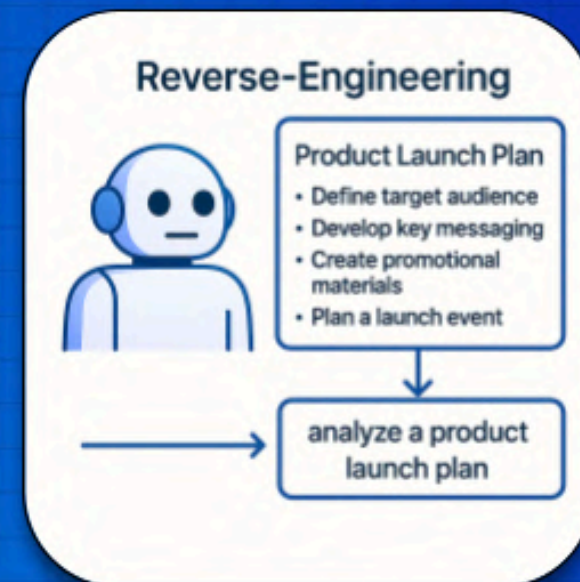 Reverse-Engineering
Product Launch Plan
• Define target audience
• Develop key messaging
• Create promotional
materials
• Plan a launch event
analyze a product
launch plan